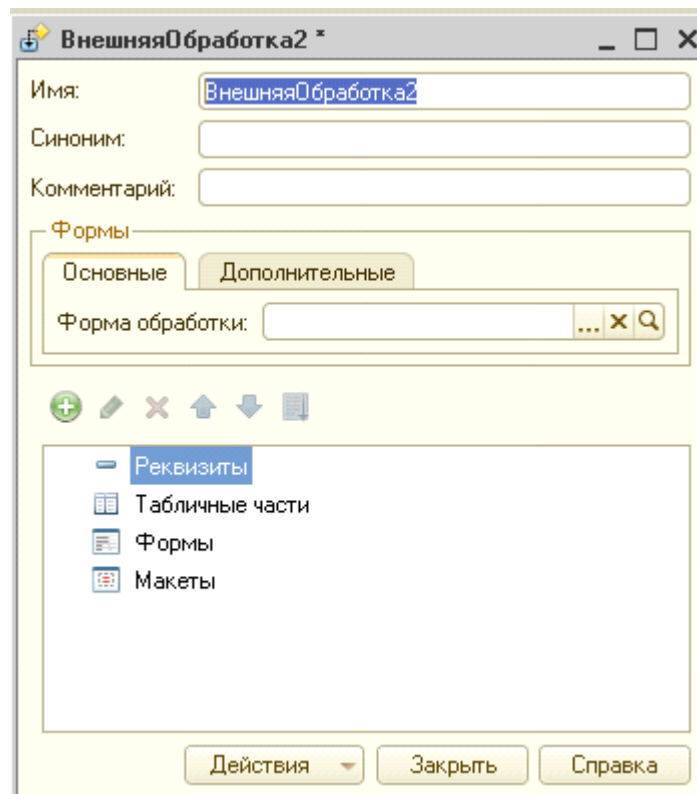 ВнешняяОбработка2 *
Имя: ВнешняяОбработка2
Синоним:
Комментарий:
Формы
Основные Дополнительные
Форма обработки: ...
Реквизиты
Табличные части
Формы
Макеты
Действия Закрыть Справка